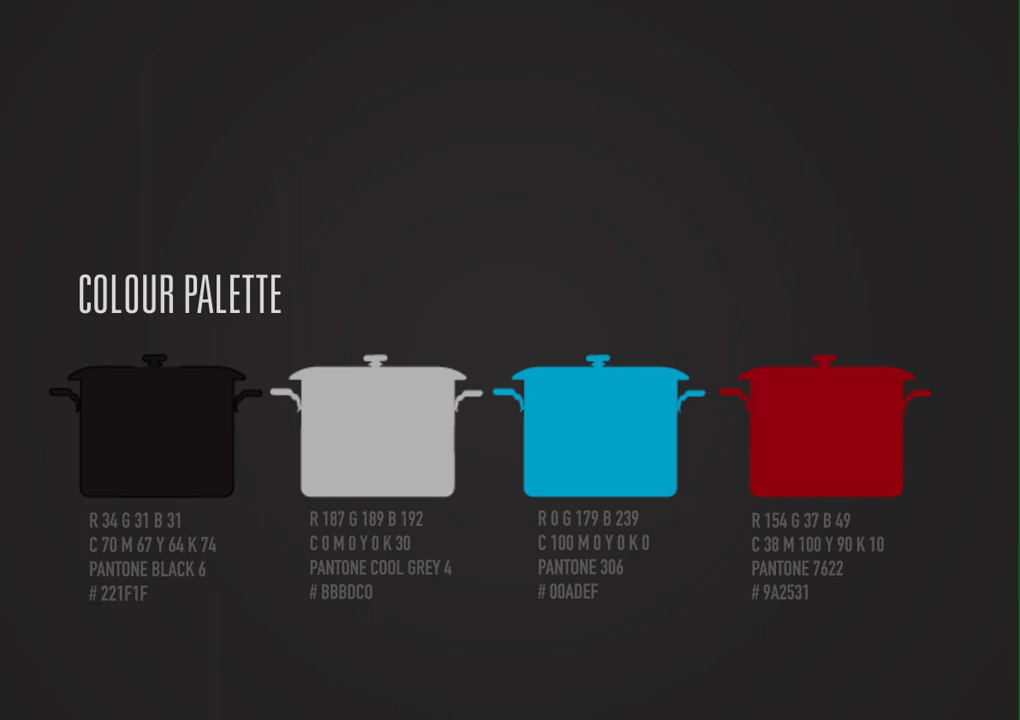 COLOUR PALETTE
R 34 G 31 B 31
C 70 M 67 Y 64 K 74
PANTONE BLACK 6
# 221F1F
R 187 G 189 B 192
C 0 M 0 Y 0 K 30
PANTONE COOL GREY 4
# BBBDC0
R 0 G 179 B 239
C 100 M 0 Y 0 K 0
PANTONE 306
# 00ADEF
R 154 G 37 B 49
C 38 M 100 Y 90 K 10
PANTONE 7622
# 9A2531